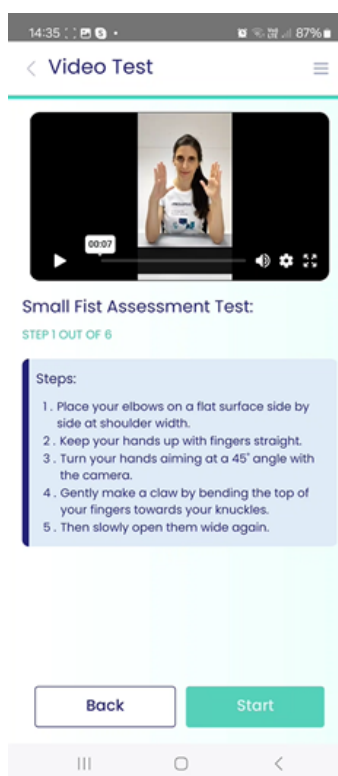 14:35
87%
Video Test
00:07
Small Fist Assessment Test:
STEP 1 OUT OF 6
Steps:
1. Place your elbows on a flat surface side by
side at shoulder width.
2. Keep your hands up with fingers straight.
3. Turn your hands aiming at a 45° angle with
the camera.
4. Gently make a claw by bending the top of
your fingers towards your knuckles.
5. Then slowly open them wide again.
Back
Start